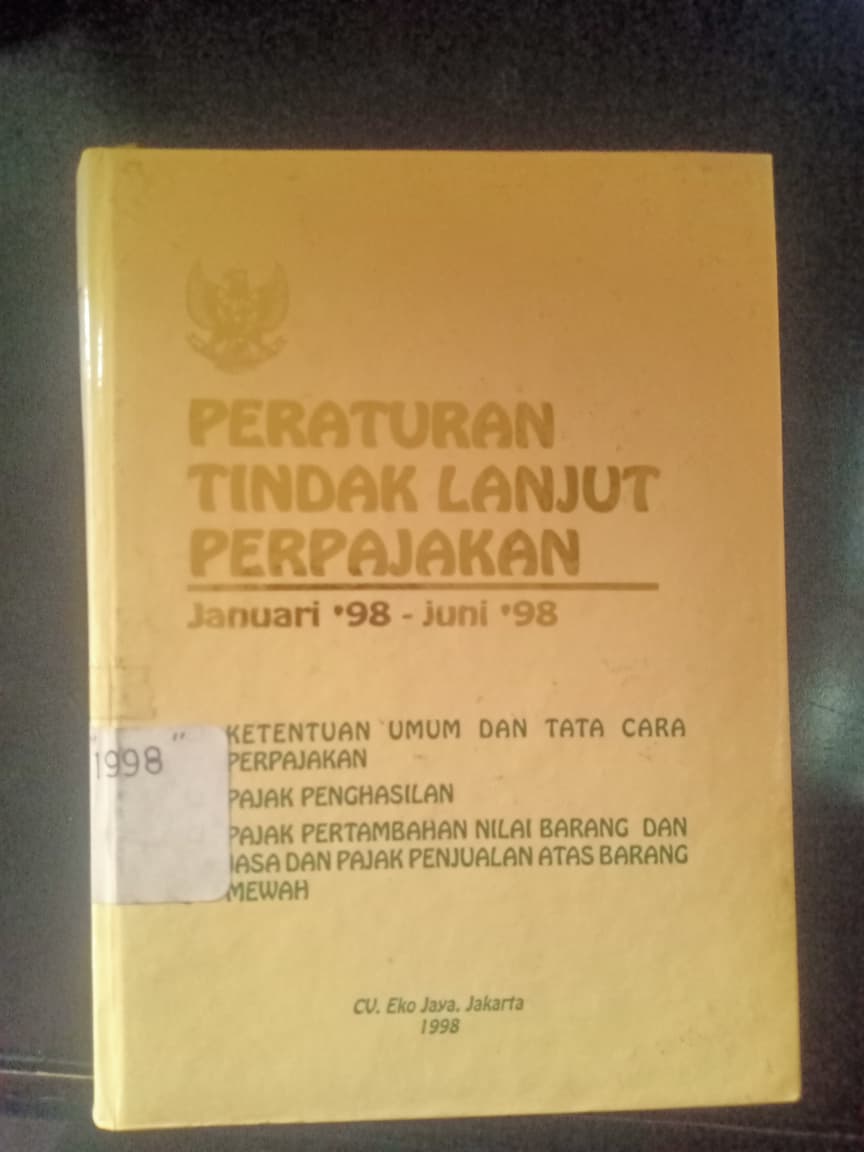 PERATURAN
TINDAK LANJUT
PERPAJAKAN
Januari '98 - Juni '98
KETENTUAN UMUM DAN TATA CARA
PERPAJAKAN
PAJAK PENGHASILAN
PAJAK PERTAMBAHAN NILAI BARANG DAN
JASA DAN PAJAK PENJUALAN ATAS BARANG
MEWAH
"1998"
CV. Eko Jaya. Jakarta
1998